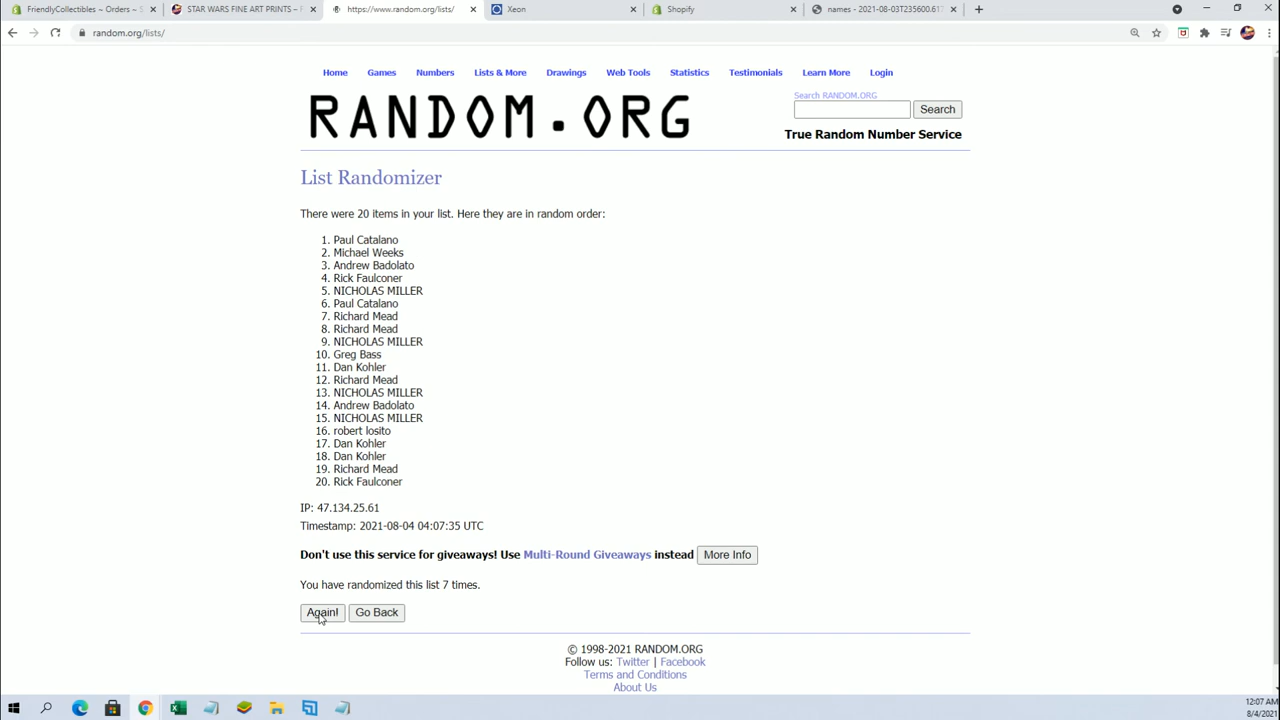 FriendlyCollectibles ~ Orders ~ S
STAR WARS FINE ART PRINTS ~ F
https://www.random.org/lists/
Xeon
Shopify
names - 2021-08-03T235600.617
random.org/lists/
Home Games Numbers Lists & More Drawings Web Tools Statistics Testimonials Learn More Login
RANDOM.ORG
Search RANDOM.ORG
Search
True Random Number Service
List Randomizer
There were 20 items in your list. Here they are in random order:
1. Paul Catalano
2. Michael Weeks
3. Andrew Badolato
4. Rick Faulconer
5. NICHOLAS MILLER
6. Paul Catalano
7. Richard Mead
8. Richard Mead
9. NICHOLAS MILLER
10. Greg Bass
11. Dan Kohler
12. Richard Mead
13. NICHOLAS MILLER
14. Andrew Badolato
15. NICHOLAS MILLER
16. robert losito
17. Dan Kohler
18. Dan Kohler
19. Richard Mead
20. Rick Faulconer
IP: 47.134.25.61
Timestamp: 2021-08-04 04:07:35 UTC
Don't use this service for giveaways! Use Multi-Round Giveaways instead More Info
You have randomized this list 7 times.
Again! Go Back
© 1998-2021 RANDOM.ORG
Follow us: Twitter | Facebook
Terms and Conditions
About Us
12:07 AM
8/4/2021